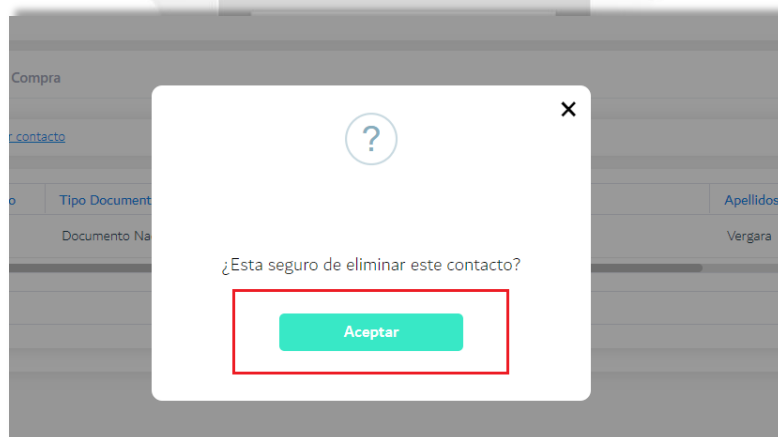 Compra
r contacto
o Tipo Document Apellidos
Documento Na Vergara
?
¿Esta seguro de eliminar este contacto?
Aceptar